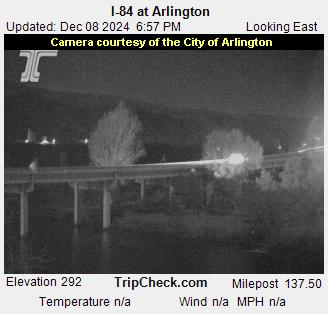 I-84 at Arlington
Updated: Dec 08 2024 6:57 PM Looking East
Camera courtesy of the City of Arlington
Elevation 292 TripCheck.com Milepost 137.50
Temperature n/a Wind n/a MPH n/a